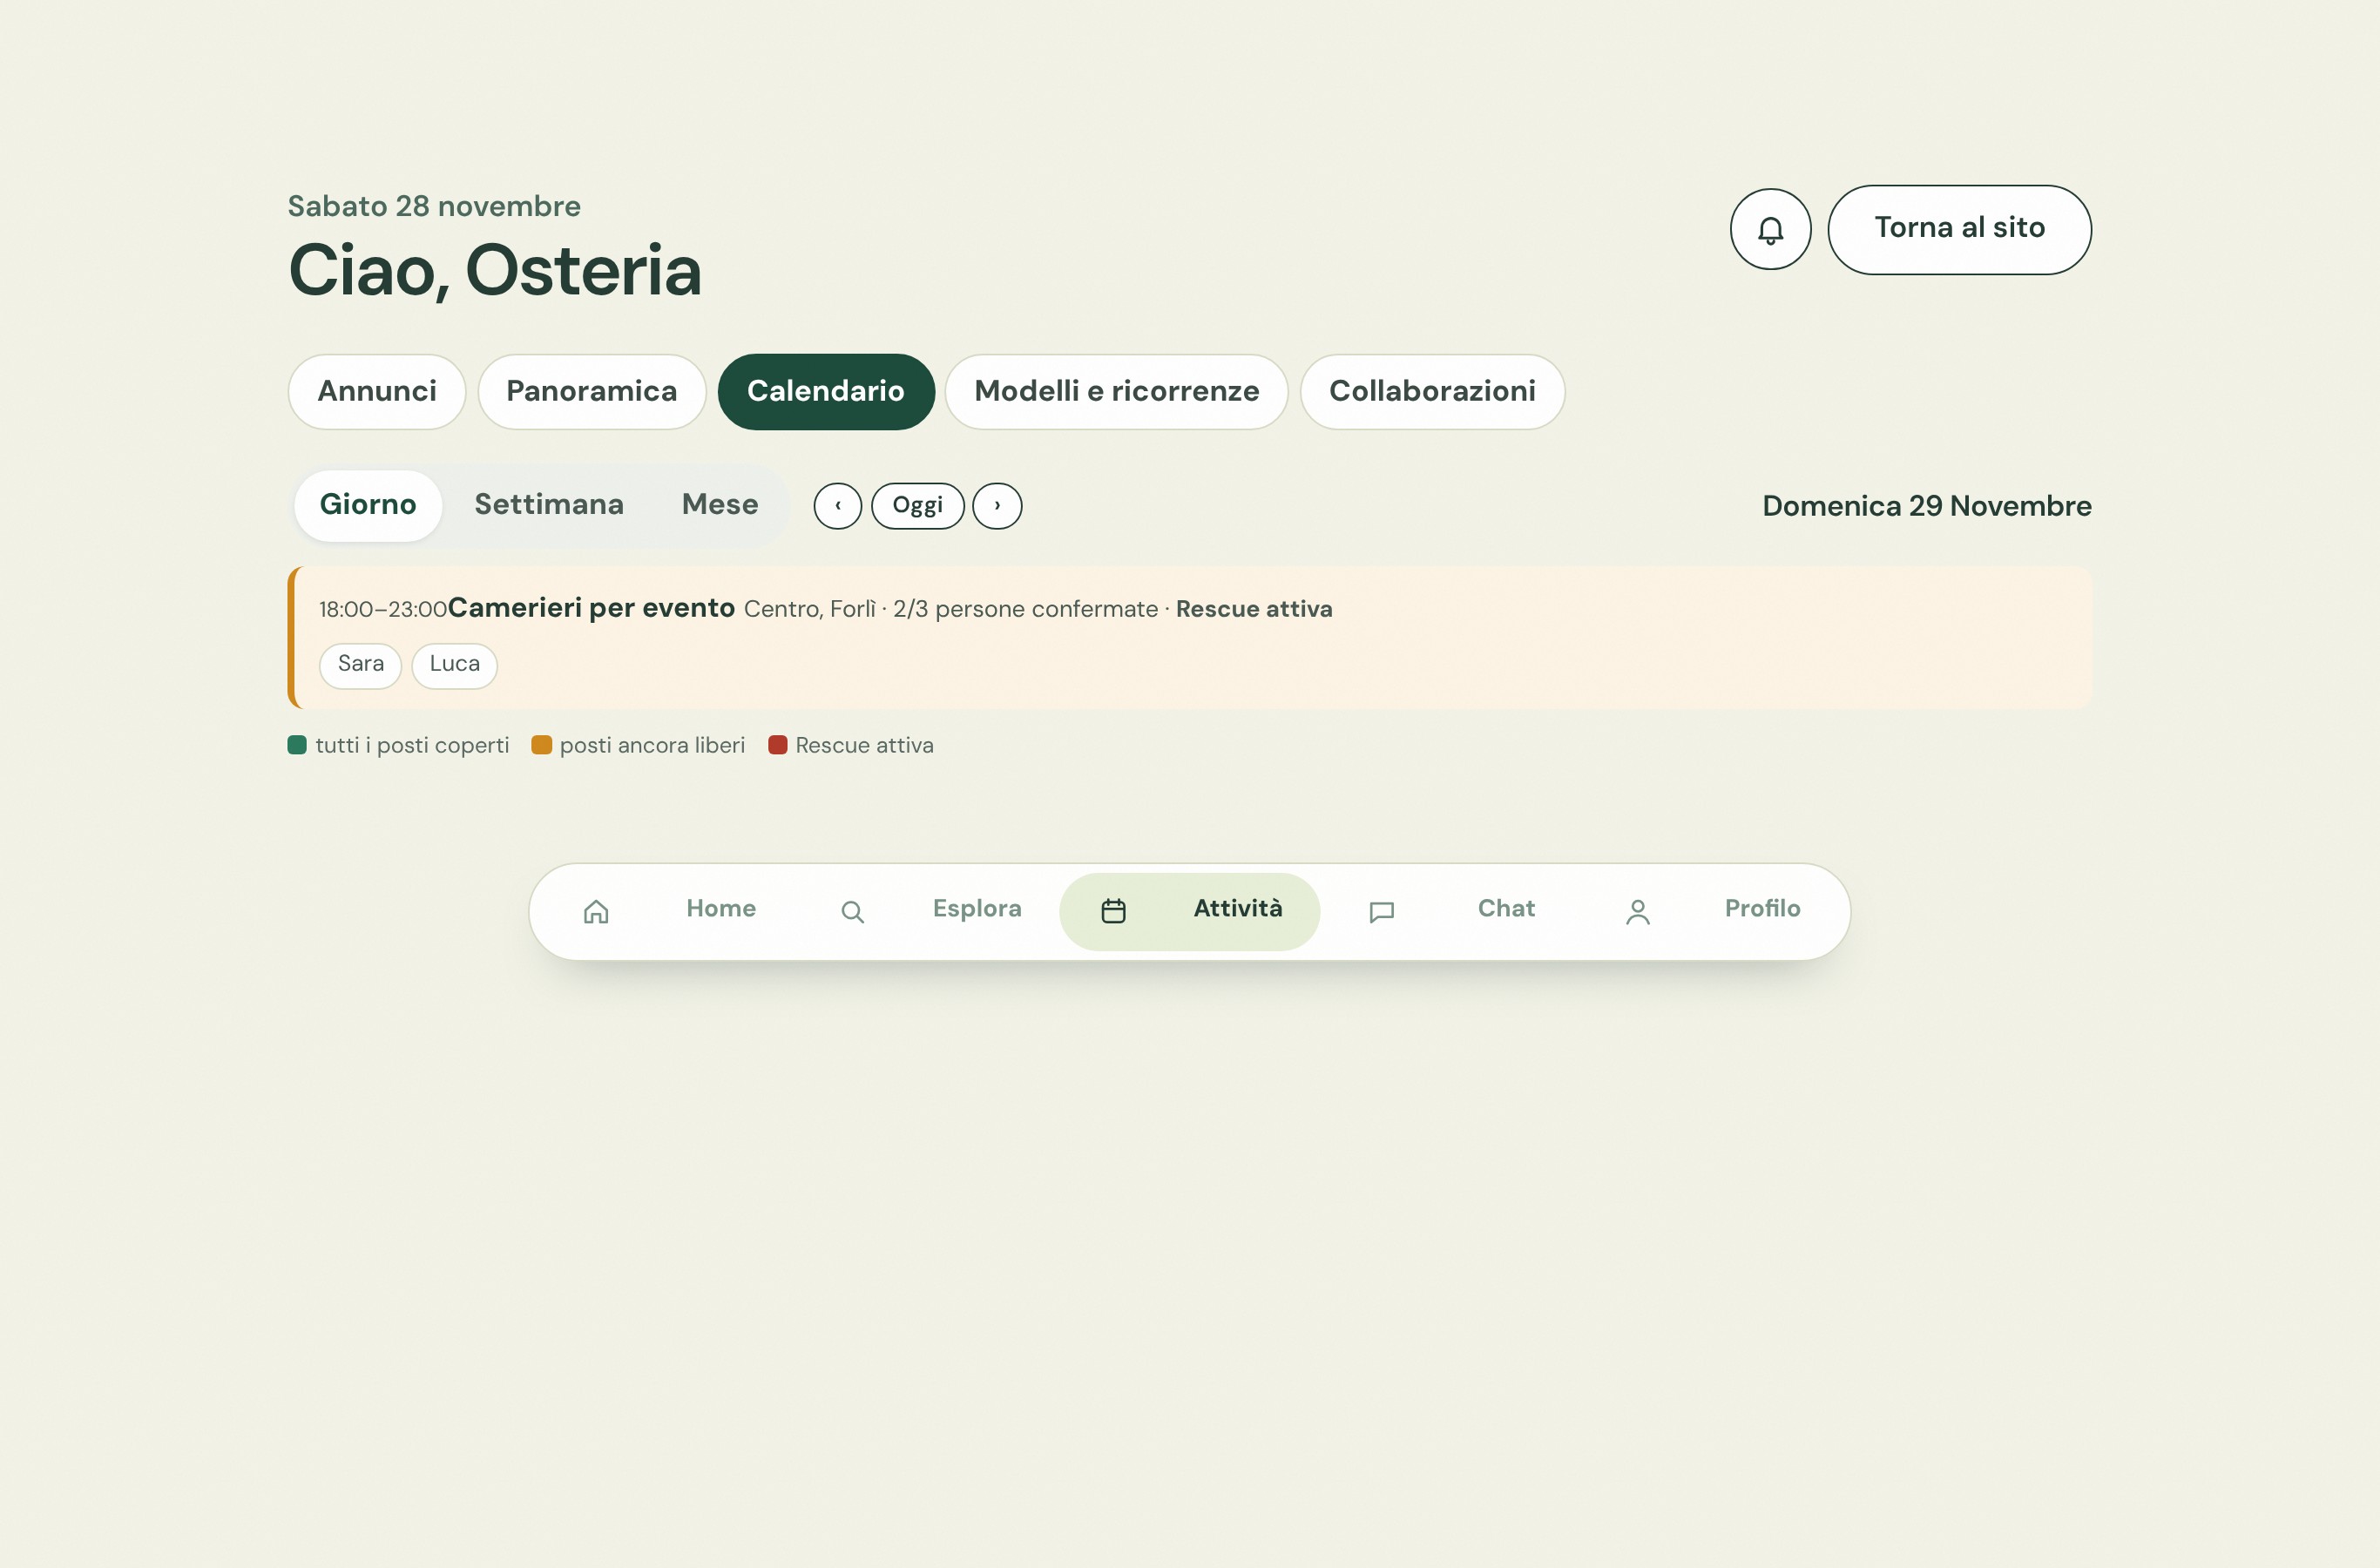 Sabato 28 novembre
Ciao, Osteria
Torna al sito
Annunci Panoramica Calendario Modelli e ricorrenze Collaborazioni
Giorno Settimana Mese ‹ Oggi › Domenica 29 Novembre
18:00–23:00Camerieri per evento Centro, Forlì · 2/3 persone confermate · Rescue attiva
Sara Luca
tutti i posti coperti posti ancora liberi Rescue attiva
Home Esplora Attività Chat Profilo